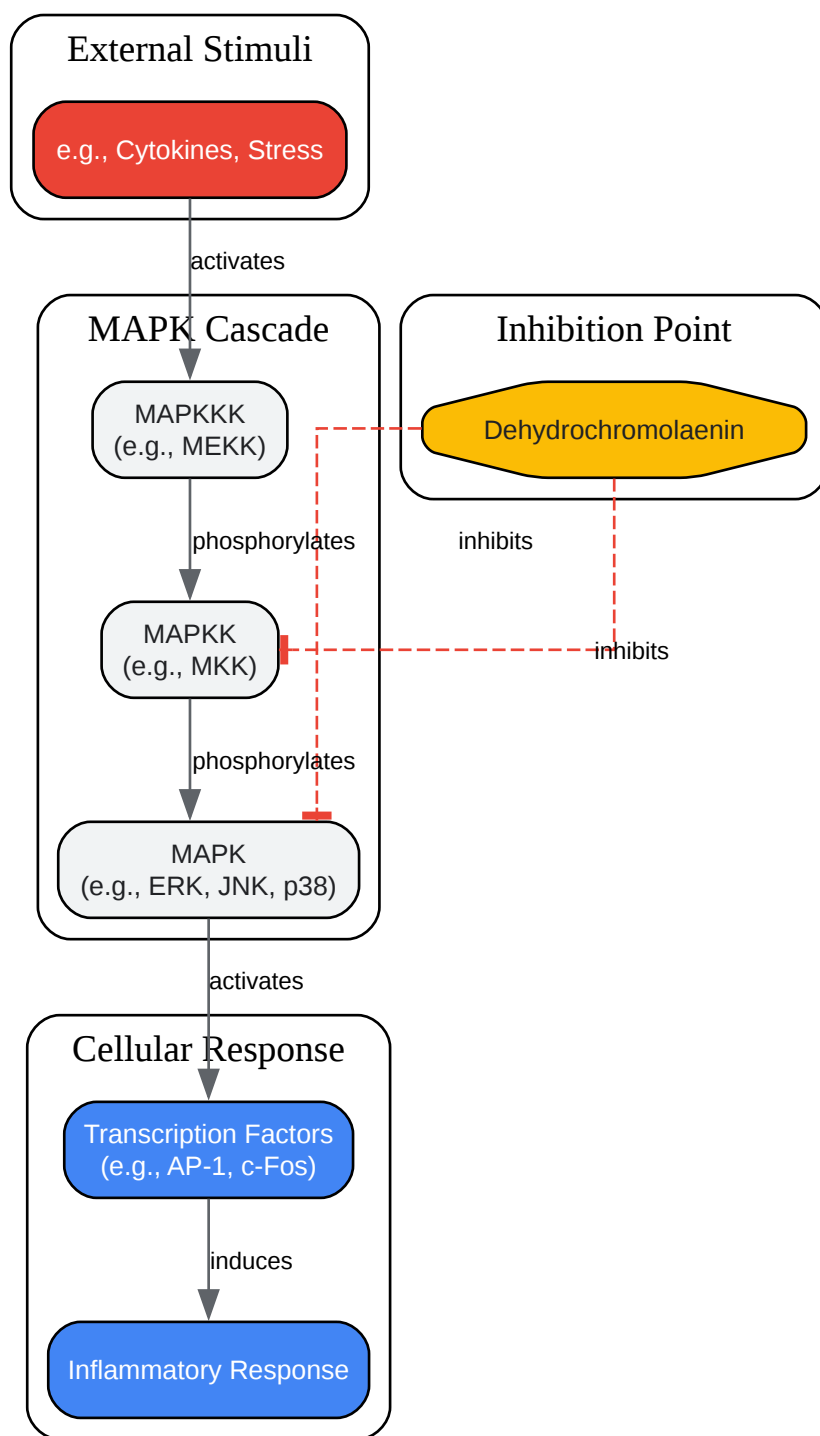 External Stimuli
e.g., Cytokines, Stress
activates
MAPK Cascade
Inhibition Point
MAPKKK
(e.g., MEKK)
Dehydrochromolaenin
phosphorylates
inhibits
MAPKK
(e.g., MKK)
inhibits
phosphorylates
MAPK
(e.g., ERK, JNK, p38)
activates
Cellular Response
Transcription Factors
(e.g., AP-1, c-Fos)
induces
Inflammatory Response